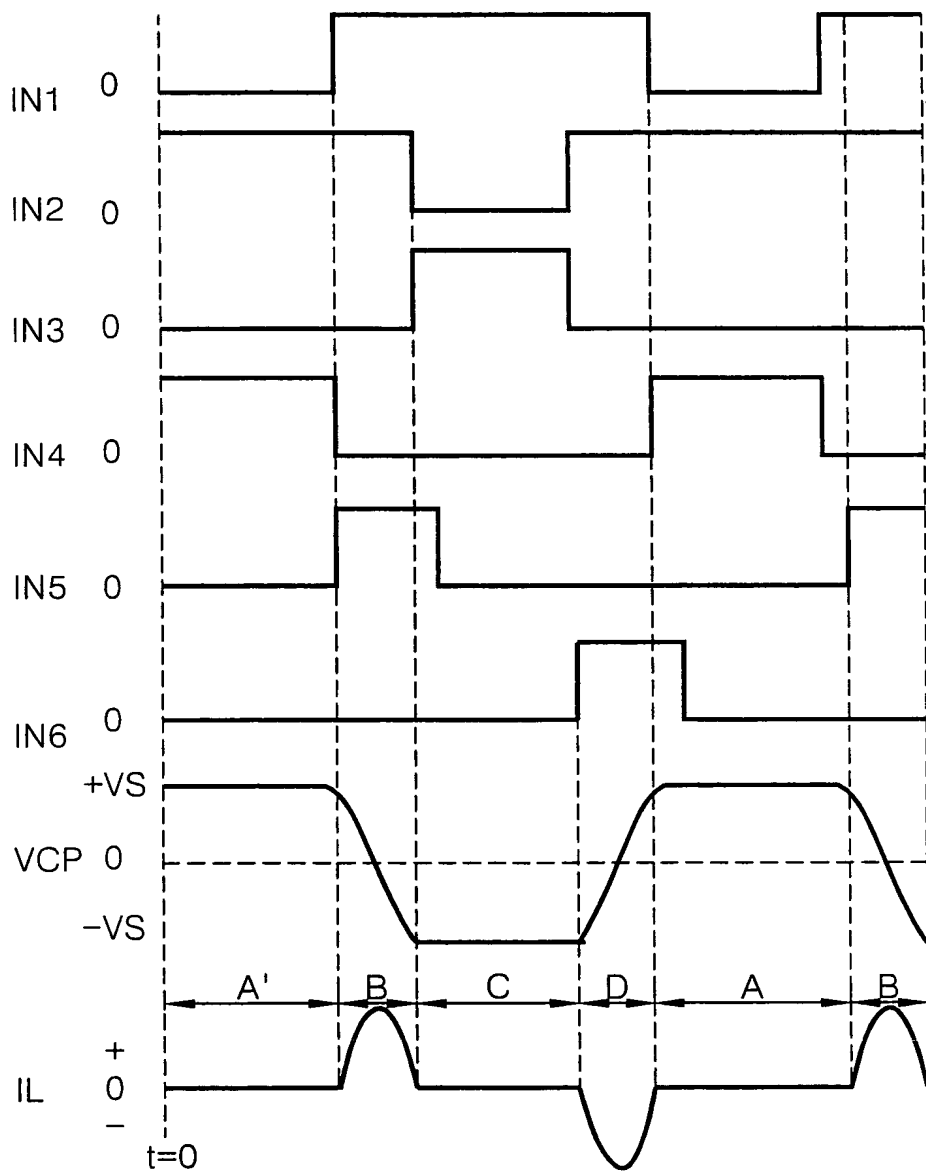 IN1 0
IN2 0
IN3 0
IN4 0
IN5 0
IN6 0
+VS
VCP 0
−VS
A' B C D A B
+
IL 0
−
t=0